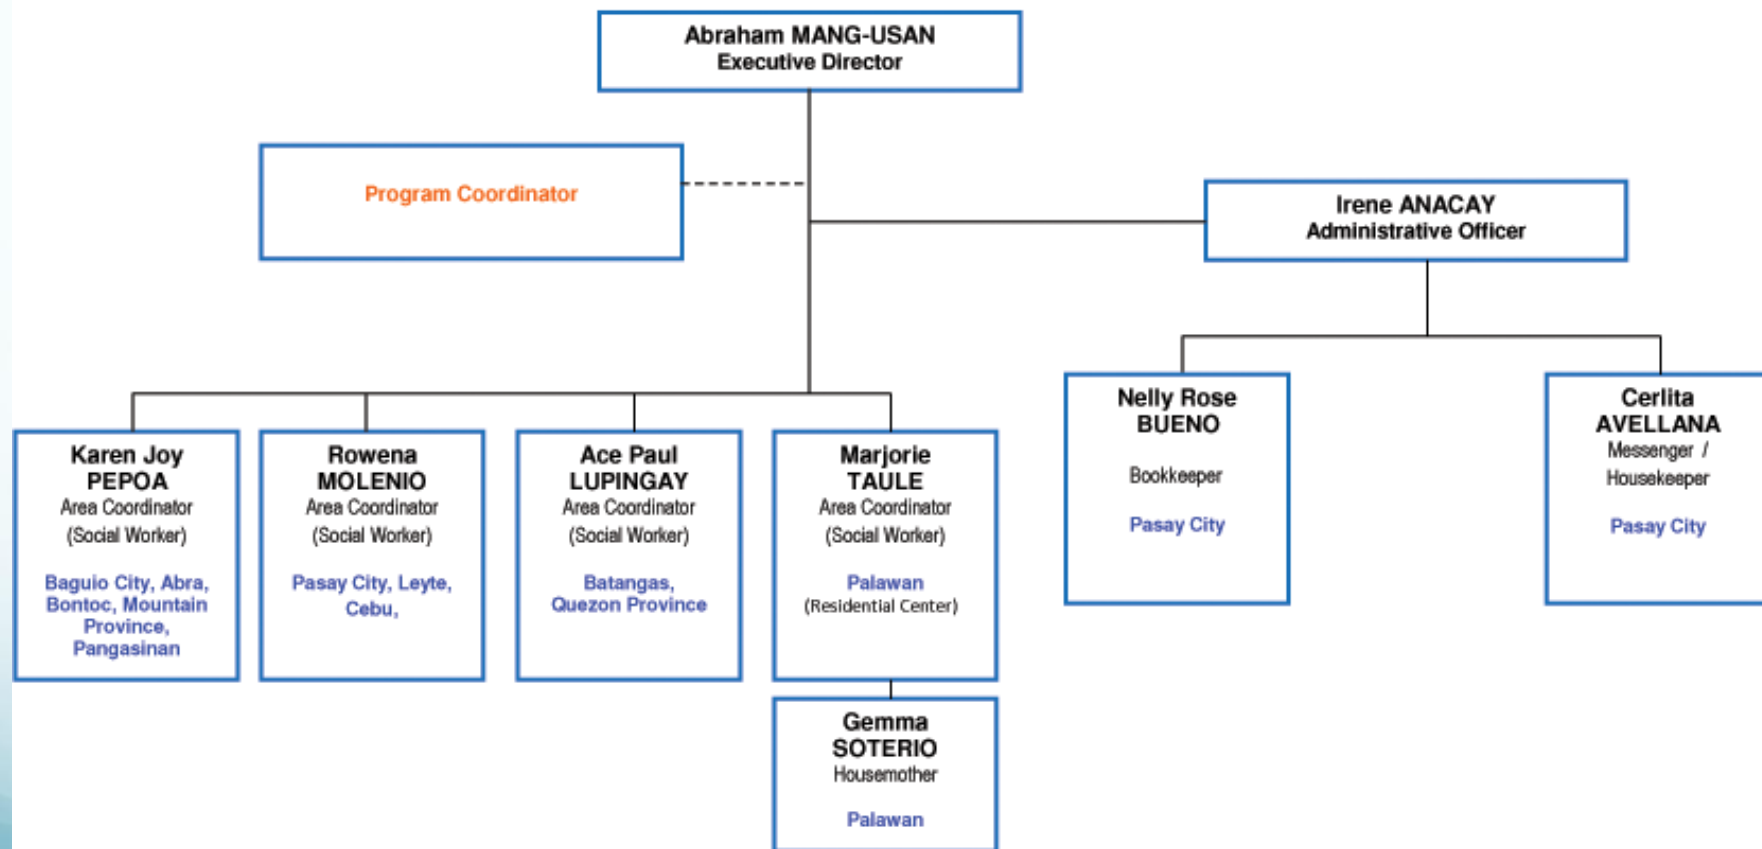 Abraham MANG-USAN
Executive Director
Program Coordinator
Irene ANACAY
Administrative Officer
Karen Joy
PEPOA
Area Coordinator
(Social Worker)
Baguio City, Abra,
Bontoc, Mountain
Province,
Pangasinan
Rowena
MOLENIO
Area Coordinator
(Social Worker)
Pasay City, Leyte,
Cebu,
Ace Paul
LUPINGAY
Area Coordinator
(Social Worker)
Batangas,
Quezon Province
Marjorie
TAULE
Area Coordinator
(Social Worker)
Palawan
(Residential Center)
Gemma
SOTERIO
Housemother
Palawan
Nelly Rose
BUENO
Bookkeeper
Pasay City
Cerlita
AVELLANA
Messenger /
Housekeeper
Pasay City